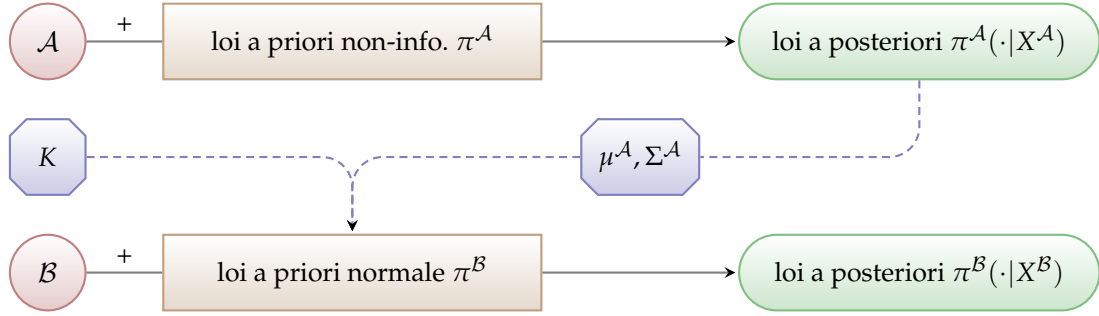 𝒜 + loi a priori non-info. π^𝒜 loi a posteriori π^𝒜(·|X^𝒜)
K μ^𝒜, Σ^𝒜
ℬ + loi a priori normale π^ℬ loi a posteriori π^ℬ(·|X^ℬ)